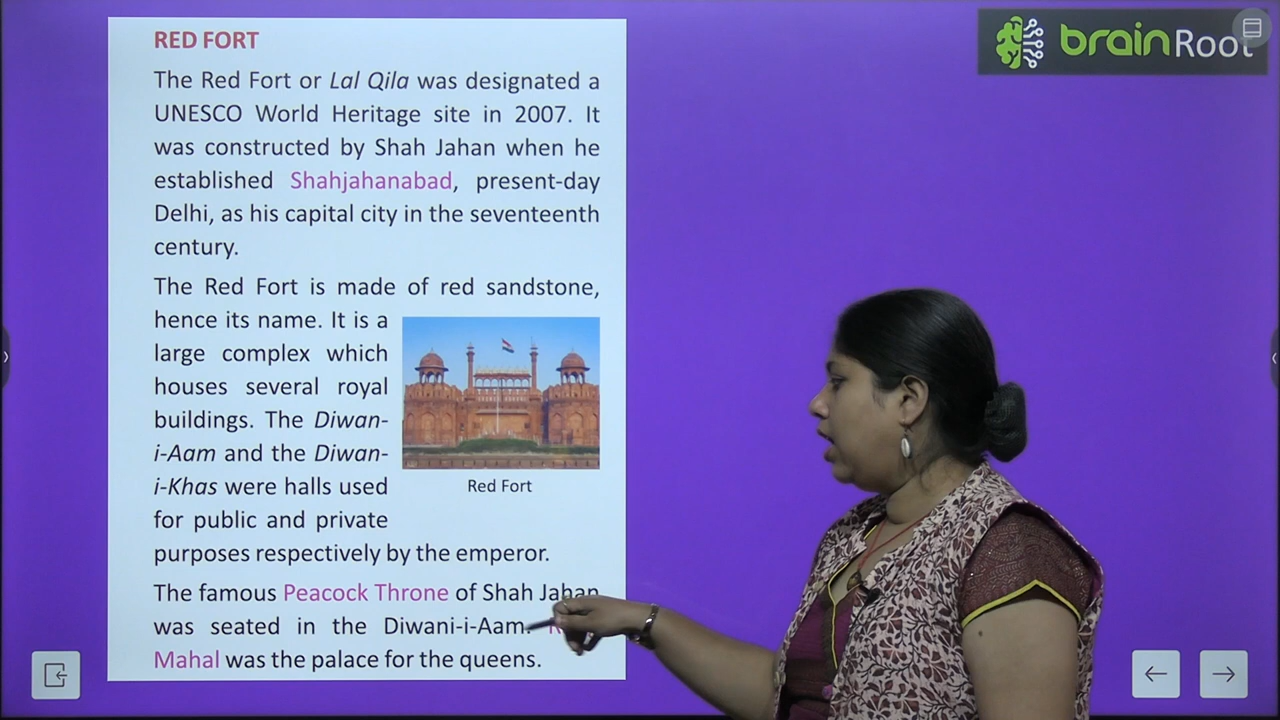 RED FORT
The Red Fort or Lal Qila was designated a
UNESCO World Heritage site in 2007. It
was constructed by Shah Jahan when he
established Shahjahanabad, present-day
Delhi, as his capital city in the seventeenth
century.
The Red Fort is made of red sandstone,
hence its name. It is a
large complex which
houses several royal
buildings. The Diwan-
i-Aam and the Diwan-
i-Khas were halls used
for public and private
purposes respectively by the emperor.
Red Fort
The famous Peacock Throne of Shah Jahan
was seated in the Diwani-i-Aam.
Mahal was the palace for the queens.
brainRoot